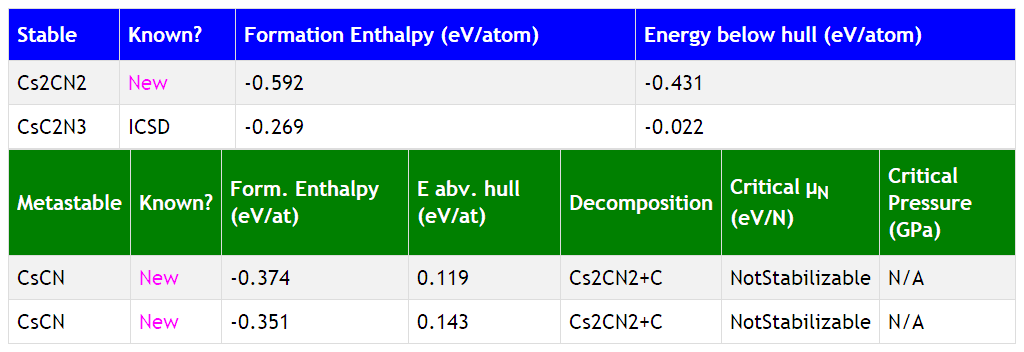 Stable Known? Formation Enthalpy (eV/atom) Energy below hull (eV/atom)
Cs2CN2 New -0.592 -0.431
CsC2N3 ICSD -0.269 -0.022
Metastable Known? Form. Enthalpy (eV/at) E abv. hull (eV/at) Decomposition Critical μN (eV/N) Critical Pressure (GPa)
CsCN New -0.374 0.119 Cs2CN2+C NotStabilizable N/A
CsCN New -0.351 0.143 Cs2CN2+C NotStabilizable N/A